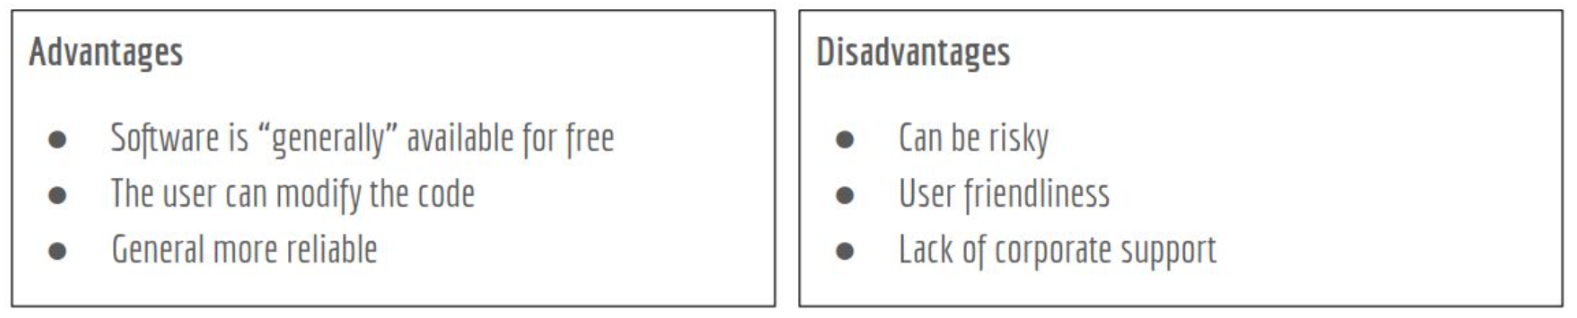 Advantages
● Software is “generally” available for free
● The user can modify the code
● General more reliable
Disadvantages
● Can be risky
● User friendliness
● Lack of corporate support